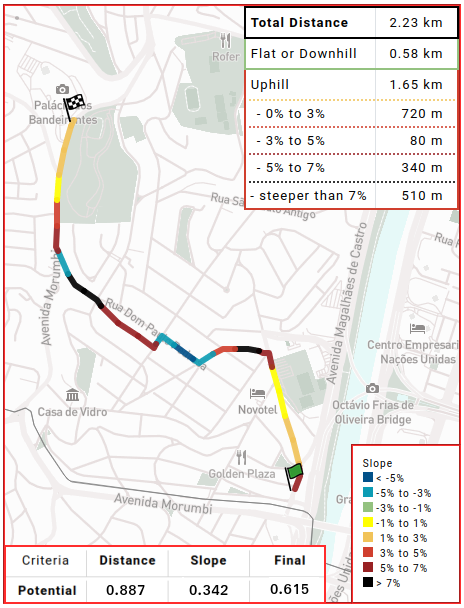 Total Distance 2.23 km
Flat or Downhill 0.58 km
Uphill 1.65 km
- 0% to 3% 720 m
- 3% to 5% 80 m
- 5% to 7% 340 m
- steeper than 7% 510 m
Rofer
Palácio dos
Bandeirantes
Rua
Antigo
Rua
Avenida Morumbi
Rua Dom Pa
Avenida Magalhães de Castro
Centro Empresari
Nações Unidas
Casa de Vidro
Novotel
Octávio Frias de
Oliveira Bridge
Golden Plaza
Gra
Avenida Morumbi
ões Unidas
Slope
< -5%
-5% to -3%
-3% to -1%
-1% to 1%
1% to 3%
3% to 5%
5% to 7%
> 7%
Criteria Distance Slope Final
Potential 0.887 0.342 0.615